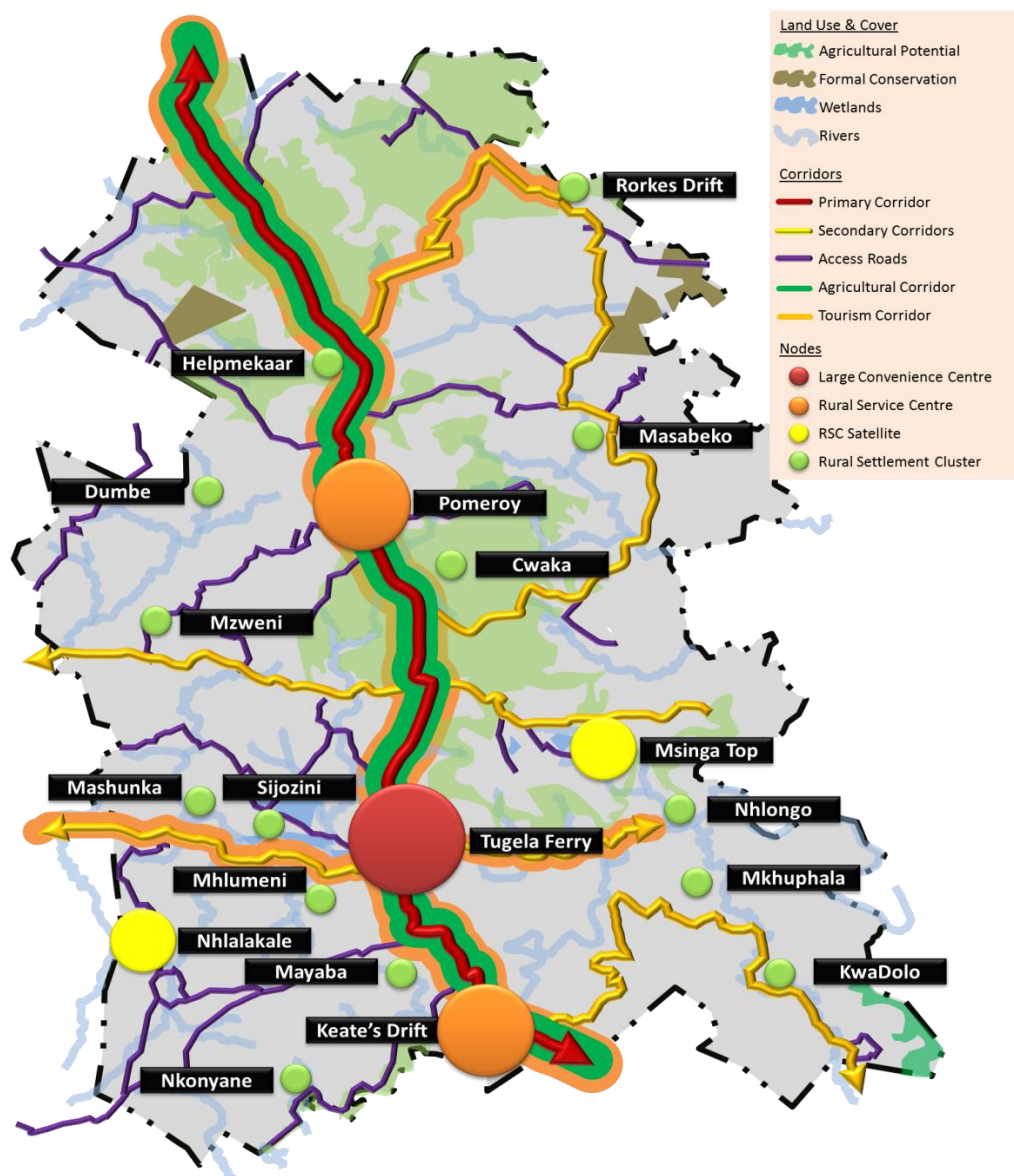 Land Use & Cover
Agricultural Potential
Formal Conservation
Wetlands
Rivers
Corridors
Primary Corridor
Secondary Corridors
Access Roads
Agricultural Corridor
Tourism Corridor
Nodes
Large Convenience Centre
Rural Service Centre
RSC Satellite
Rural Settlement Cluster
Rorkes Drift
Helpmekaar
Masabeko
Dumbe
Pomeroy
Cwaka
Mzweni
Msinga Top
Mashunka
Sijozini
Nhlongo
Tugela Ferry
Mhlumeni
Mkhuphala
Nhlalakale
Mayaba
KwaDolo
Keate's Drift
Nkonyane